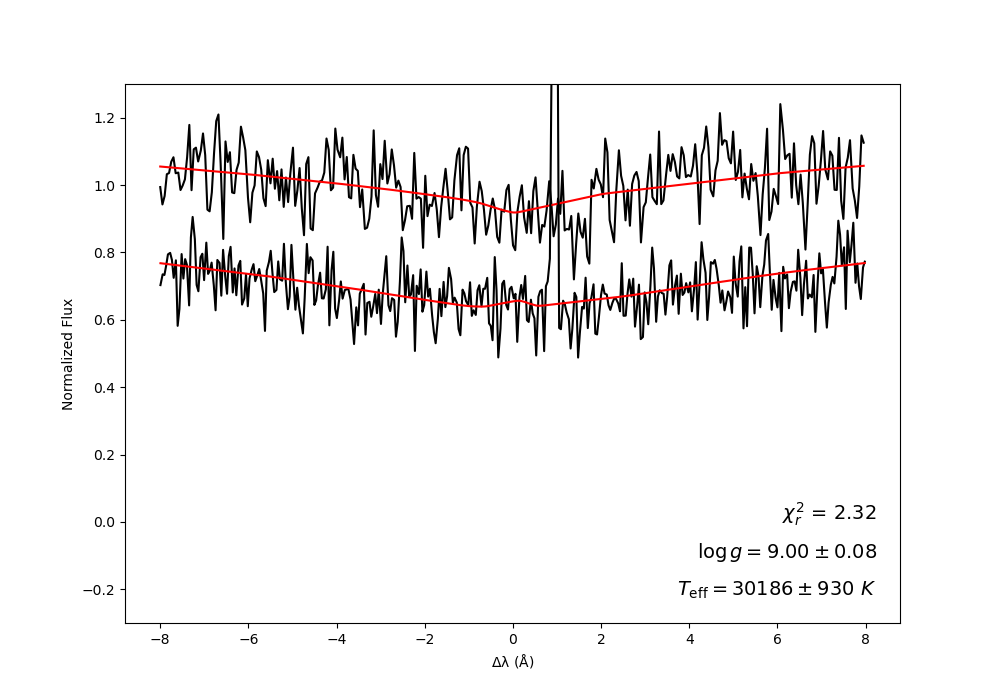 1.2
1.0
0.8
0.6
0.4
0.2
0.0
−0.2
Normalized Flux
χ²ᵣ = 2.32
log g = 9.00 ± 0.08
T_eff = 30186 ± 930 K
−8 −6 −4 −2 0 2 4 6 8
Δλ (Å)